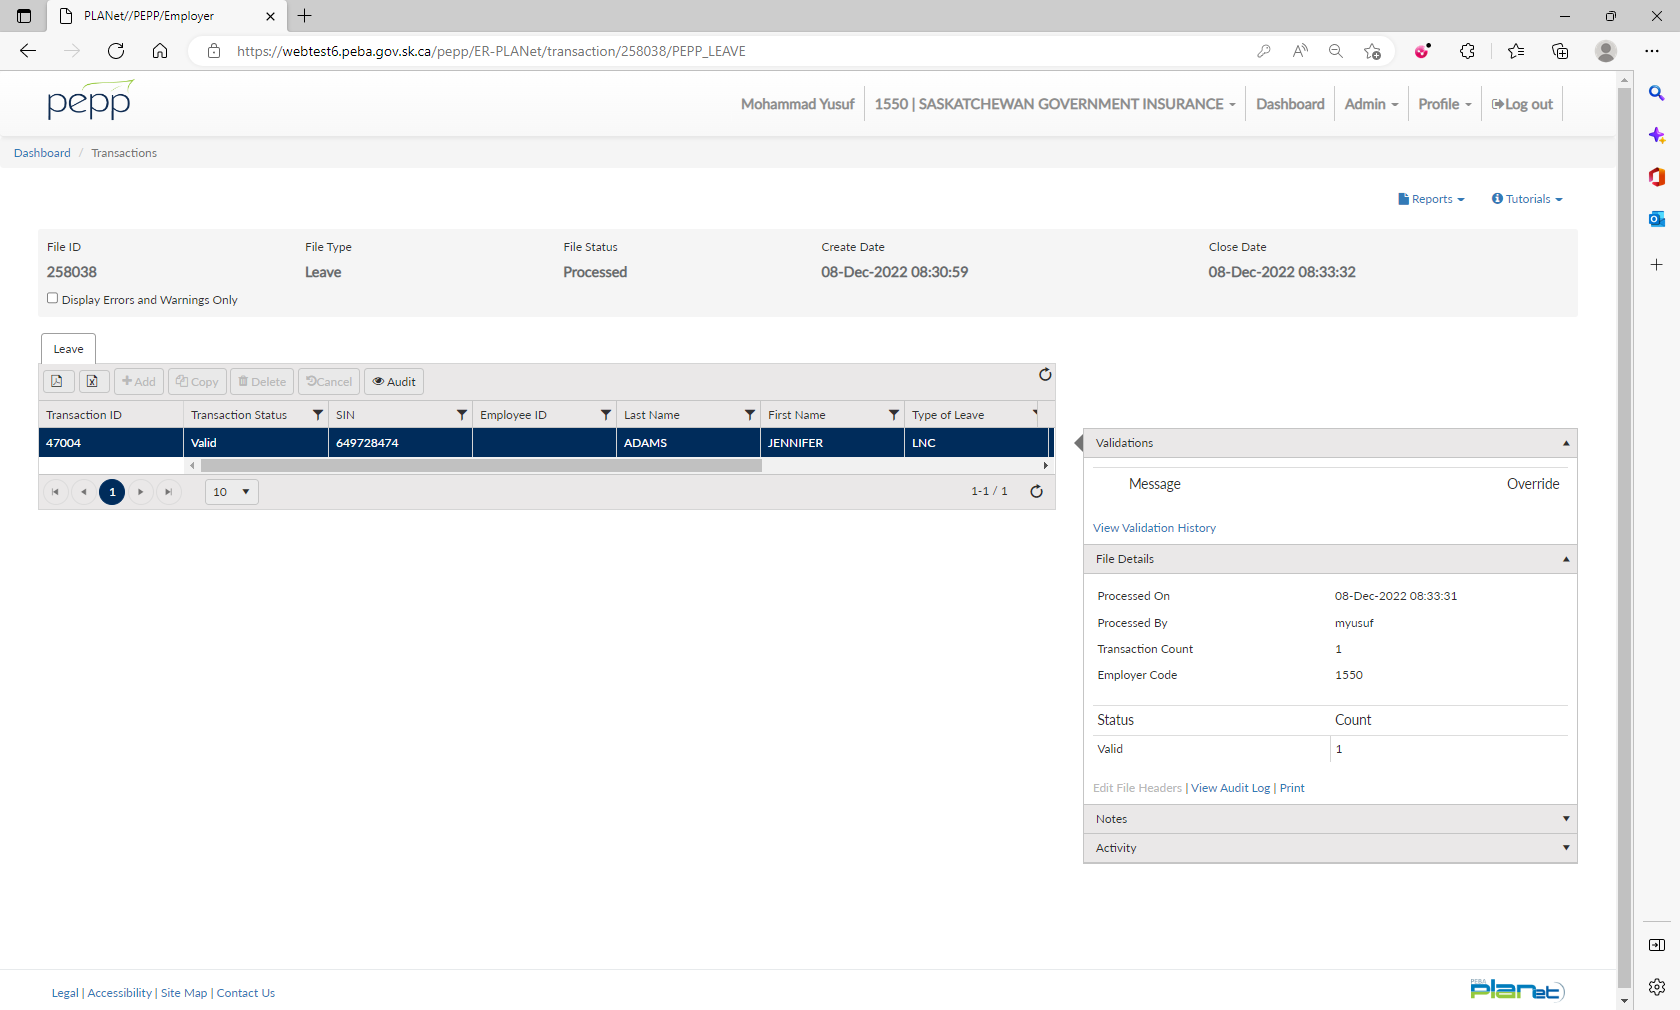 PLANet//PEPP/Employer
https://webtest6.peba.gov.sk.ca/pepp/ER-PLANet/transaction/258038/PEPP_LEAVE
pepp
Mohammad Yusuf
1550 | SASKATCHEWAN GOVERNMENT INSURANCE
Dashboard
Admin
Profile
Log out
Dashboard / Transactions
Reports
Tutorials
File ID
File Type
File Status
Create Date
Close Date
258038
Leave
Processed
08-Dec-2022 08:30:59
08-Dec-2022 08:33:32
Display Errors and Warnings Only
Leave
Add
Copy
Delete
Cancel
Audit
Transaction ID
Transaction Status
SIN
Employee ID
Last Name
First Name
Type of Leave
47004
Valid
649728474
ADAMS
JENNIFER
LNC
1
10
1-1 / 1
Validations
Message
Override
View Validation History
File Details
Processed On
08-Dec-2022 08:33:31
Processed By
myusuf
Transaction Count
1
Employer Code
1550
Status
Count
Valid
1
Edit File Headers | View Audit Log | Print
Notes
Activity
Legal | Accessibility | Site Map | Contact Us
PEBA
planet